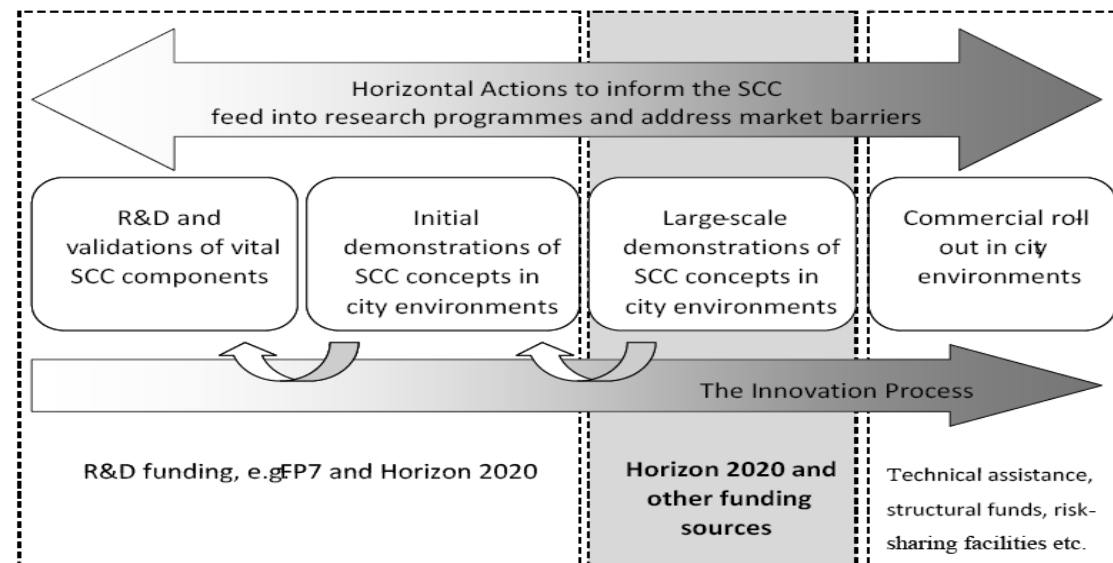 Horizontal Actions to inform the SCC
feed into research programmes and address market barriers
R&D and
validations of vital
SCC components
Initial
demonstrations of
SCC concepts in
city environments
Large-scale
demonstrations of
SCC concepts in
city environments
Commercial roll-
out in city
environments
The Innovation Process
R&D funding, e.g.FP7 and Horizon 2020
Horizon 2020 and
other funding
sources
Technical assistance,
structural funds, risk-
sharing facilities etc.